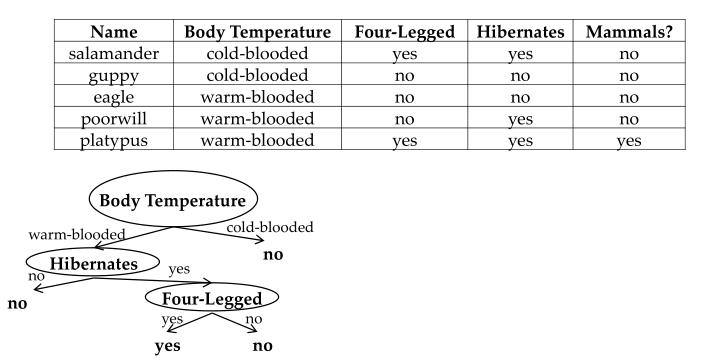 Name Body Temperature Four-Legged Hibernates Mammals?
salamander cold-blooded yes yes no
guppy cold-blooded no no no
eagle warm-blooded no no no
poorwill warm-blooded no yes no
platypus warm-blooded yes yes yes
Body Temperature
warm-blooded cold-blooded
Hibernates no
no yes
no Four-Legged
yes no
yes no